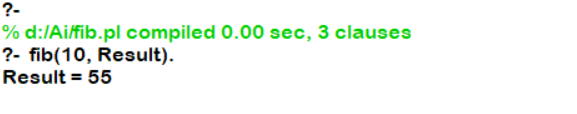 ?-
% d:/Ai/fib.pl compiled 0.00 sec, 3 clauses
?- fib(10, Result).
Result = 55